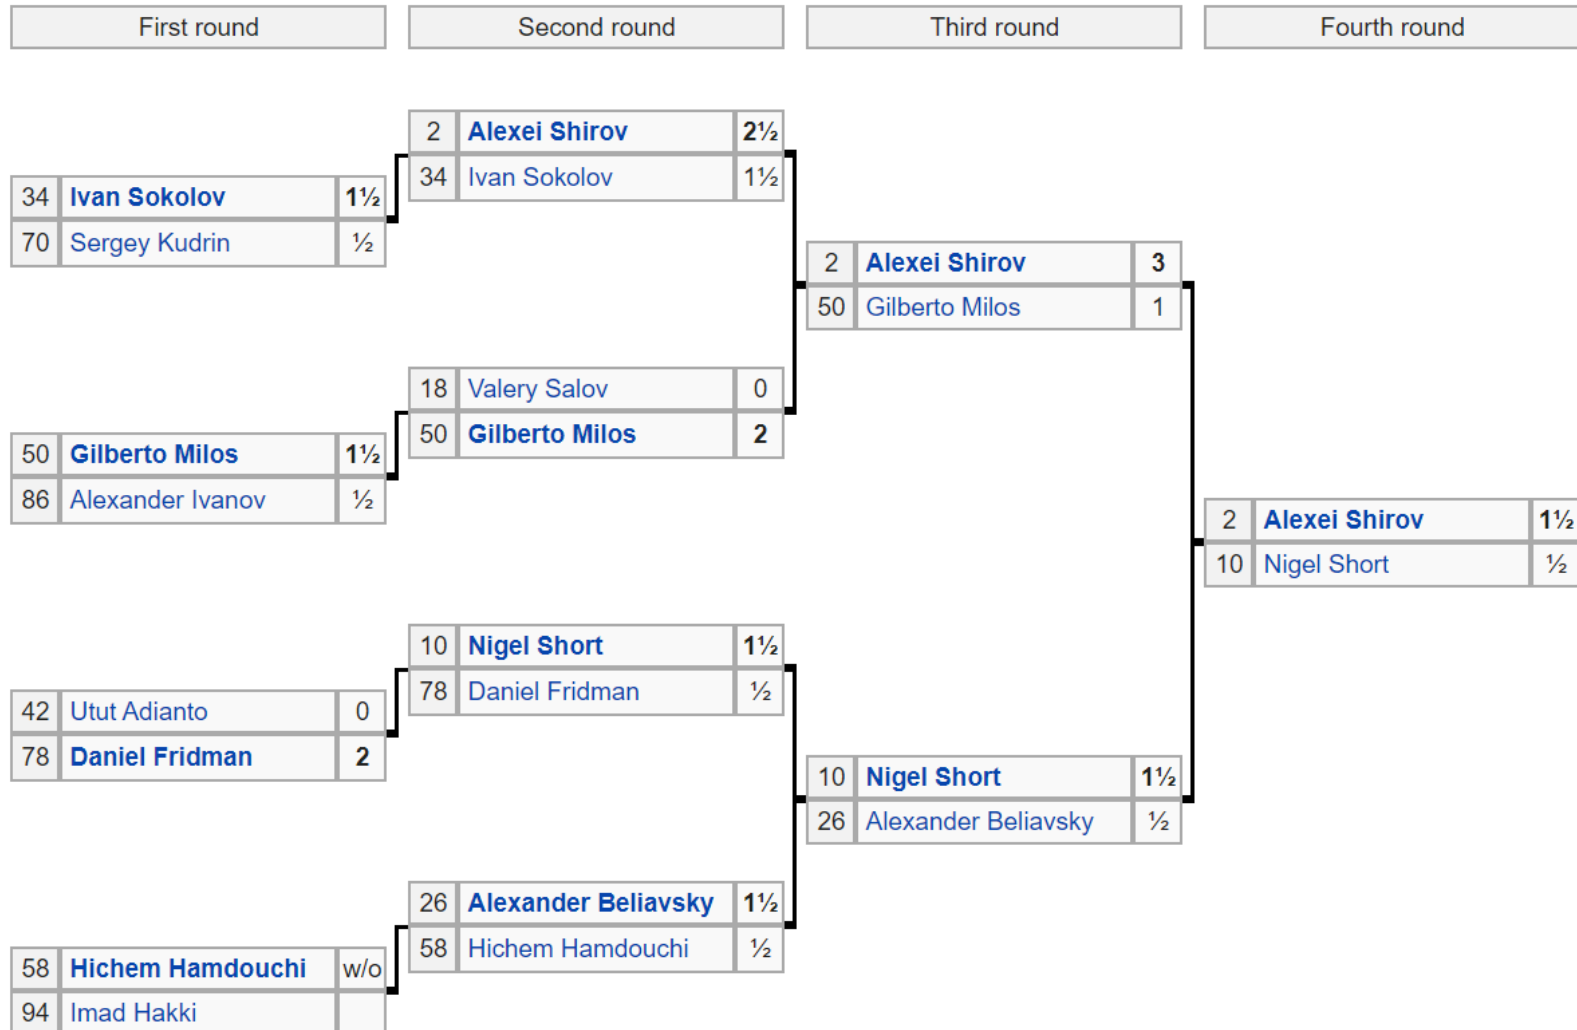 First round Second round Third round Fourth round
34 Ivan Sokolov 1½
70 Sergey Kudrin ½
50 Gilberto Milos 1½
86 Alexander Ivanov ½
42 Utut Adianto 0
78 Daniel Fridman 2
58 Hichem Hamdouchi w/o
94 Imad Hakki
2 Alexei Shirov 2½
34 Ivan Sokolov 1½
18 Valery Salov 0
50 Gilberto Milos 2
10 Nigel Short 1½
78 Daniel Fridman ½
26 Alexander Beliavsky 1½
58 Hichem Hamdouchi ½
2 Alexei Shirov 3
50 Gilberto Milos 1
10 Nigel Short 1½
26 Alexander Beliavsky ½
2 Alexei Shirov 1½
10 Nigel Short ½